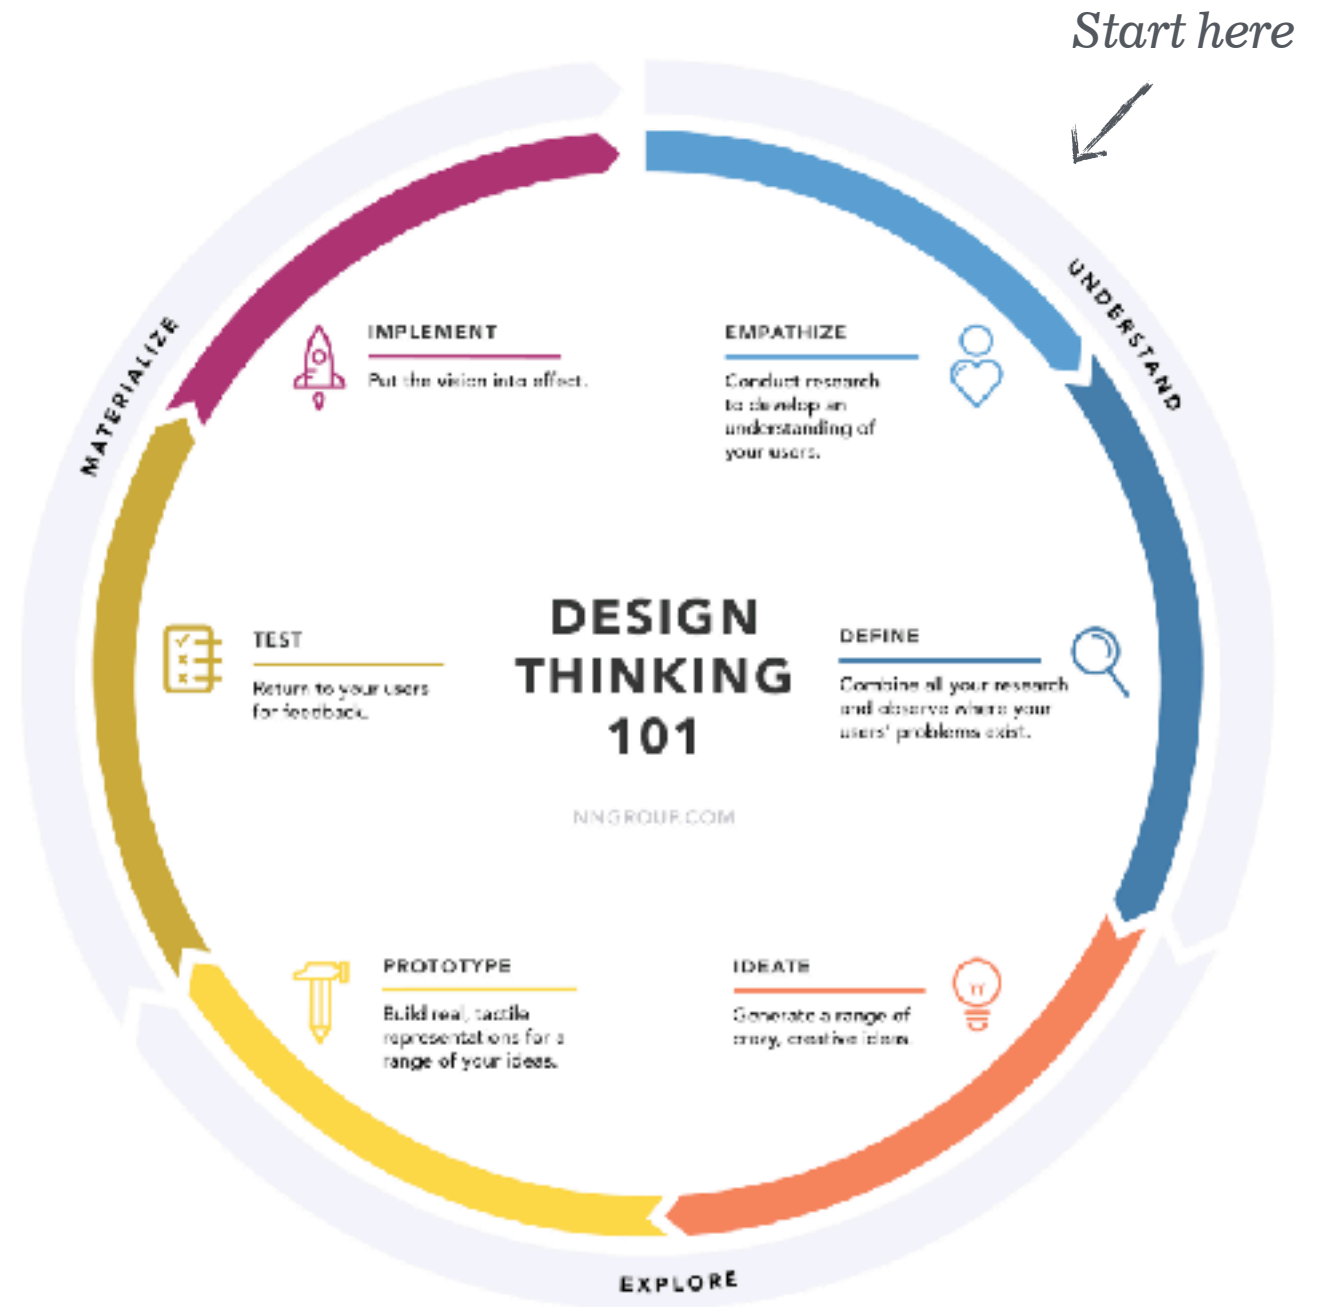 Start here
UNDERSTAND
EMPATHIZE
Conduct research
to develop an
understanding of
your users.
DEFINE
Combine all your research
and observe where your
users' problems exist.
IDEATE
Generate a range of
crazy, creative ideas.
EXPLORE
PROTOTYPE
Build real, tactile
representations for a
range of your ideas.
TEST
Return to your users
for feedback.
MATERIALIZE
IMPLEMENT
Put the vision into effect.
DESIGN
THINKING
101
NNGROUP.COM